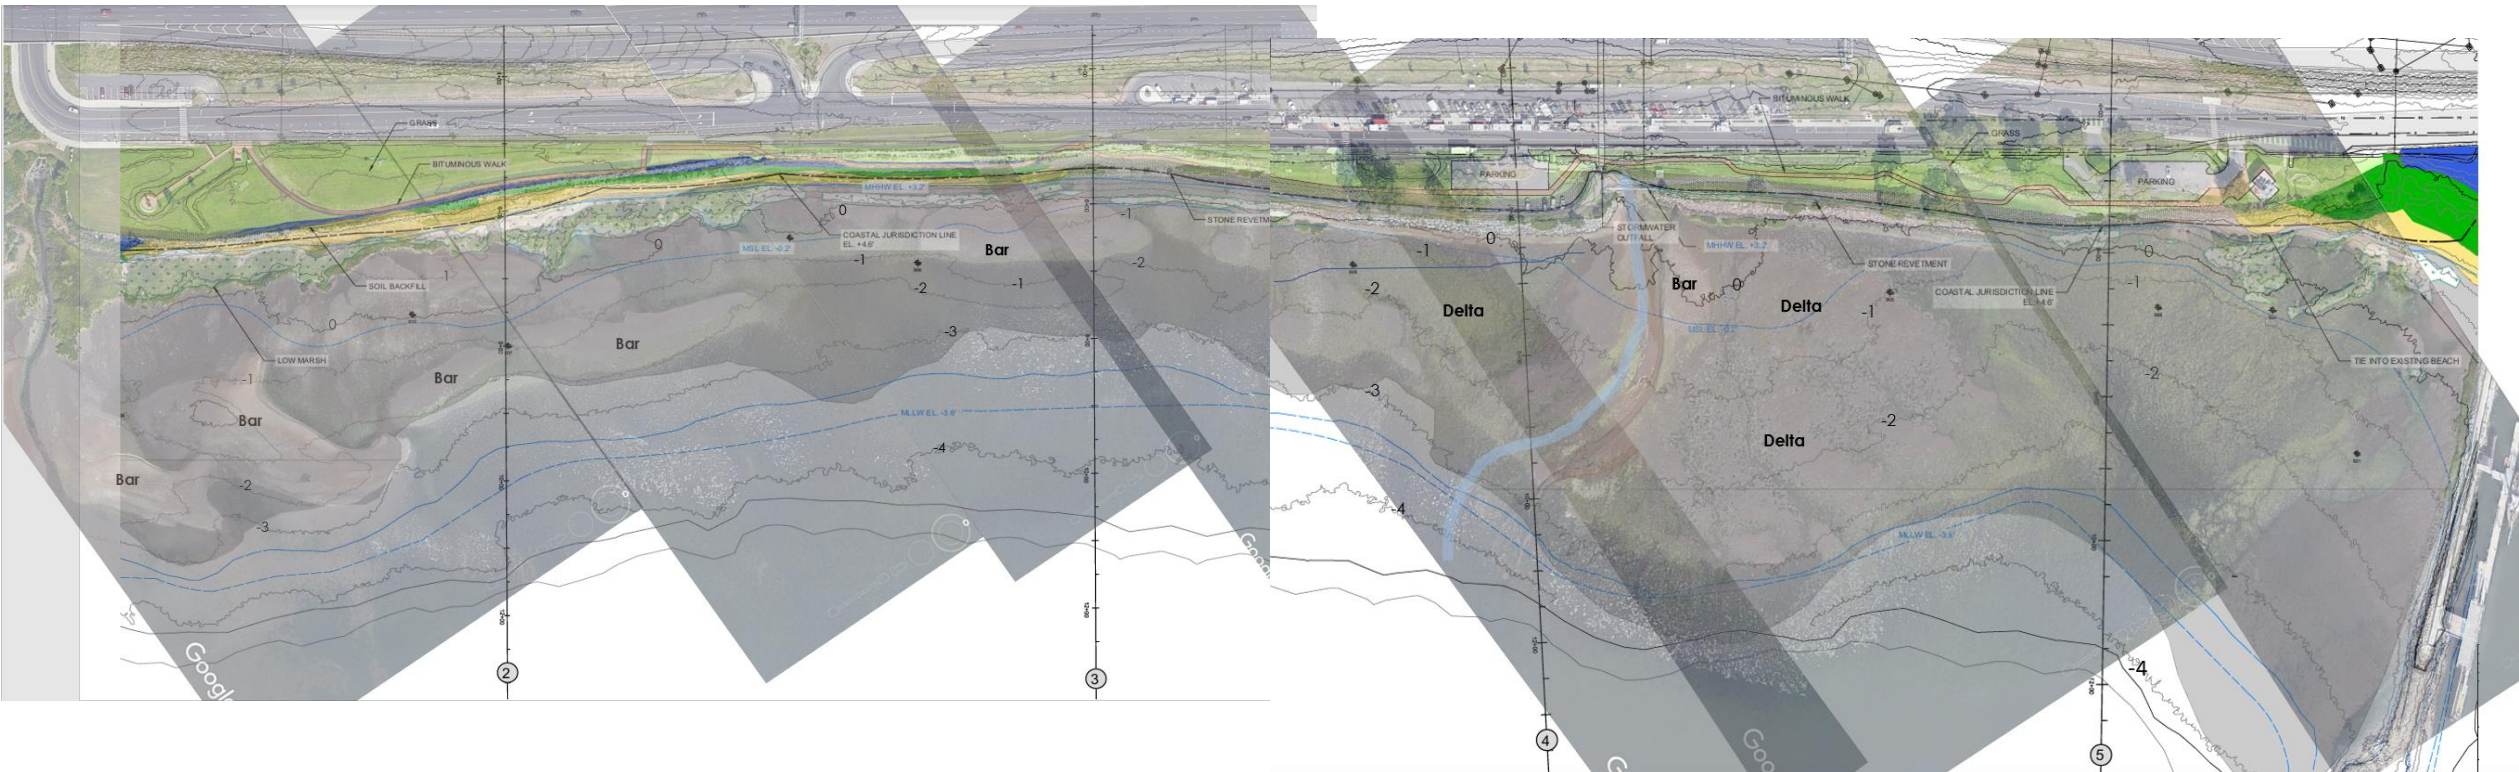 GRASS
BITUMINOUS WALK
MHHW EL. +3.2'
0
-1
STONE REVETM
COASTAL JURISDICTION LINE
EL. +4.6'
0
MSL EL. -0.2'
-1
Bar
-1
-2
-2
1
SOIL BACKFILL
0
Bar
-3
LOW MARSH
-1
Bar
Bar
MLLW EL. -3.6'
-4
Bar
-2
-3
Google
Google
2
3
BITUMINOUS WALK
GRASS
PARKING
PARKING
STORMWATER
OUTFALL
MHHW EL. +3.2'
0
-1
STONE REVETMENT
0
-1
-2
Bar
0
COASTAL JURISDICTION LINE
EL. +4.6'
Delta
Delta
-1
MSL EL. -0.2'
TIE INTO EXISTING BEACH
-2
-3
-2
Delta
-4
MLLW EL. -3.6'
-4
G
Goo
4
5